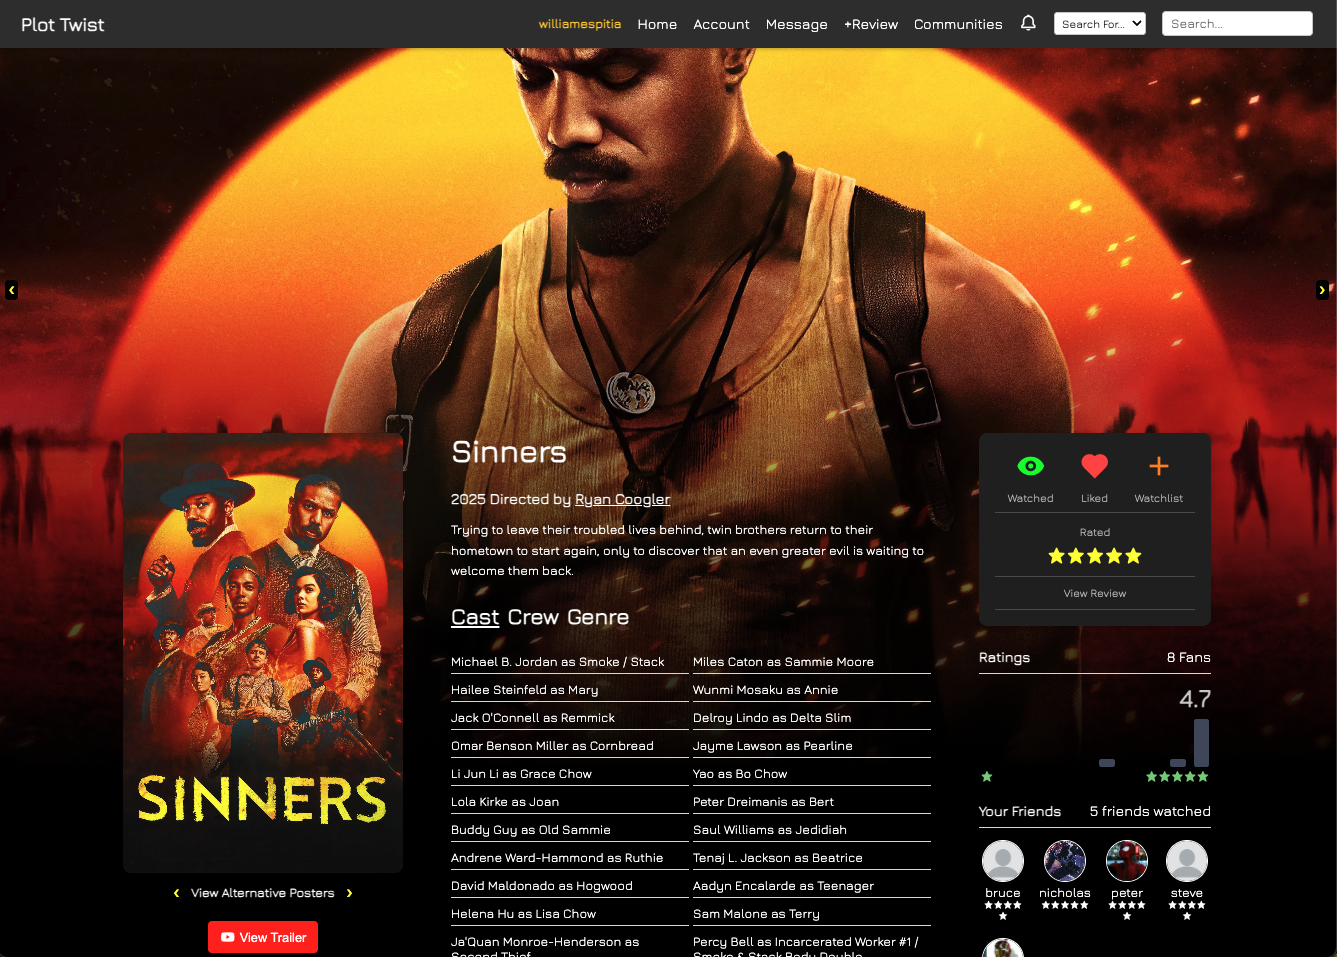 Plot Twist
williamespitia Home Account Message +Review Communities Search For... Search...
Sinners
2025 Directed by Ryan Coogler
Trying to leave their troubled lives behind, twin brothers return to their
hometown to start again, only to discover that an even greater evil is waiting to
welcome them back.
Cast Crew Genre
Michael B. Jordan as Smoke / Stack
Miles Caton as Sammie Moore
Hailee Steinfeld as Mary
Wunmi Mosaku as Annie
Jack O'Connell as Remmick
Delroy Lindo as Delta Slim
Omar Benson Miller as Cornbread
Jayme Lawson as Pearline
Li Jun Li as Grace Chow
Yao as Bo Chow
Lola Kirke as Joan
Peter Dreimanis as Bert
Buddy Guy as Old Sammie
Saul Williams as Jedidiah
Andrene Ward-Hammond as Ruthie
Tenaj L. Jackson as Beatrice
David Maldonado as Hogwood
Aadyn Encalarde as Teenager
Helena Hu as Lisa Chow
Sam Malone as Terry
Ja'Quan Monroe-Henderson as
Second Thief
Percy Bell as Incarcerated Worker #1 /
Smoke & Stack Body Double
SINNERS
View Alternative Posters
View Trailer
Watched Liked Watchlist
Rated
View Review
Ratings 8 Fans
4.7
Your Friends 5 friends watched
bruce nicholas peter steve